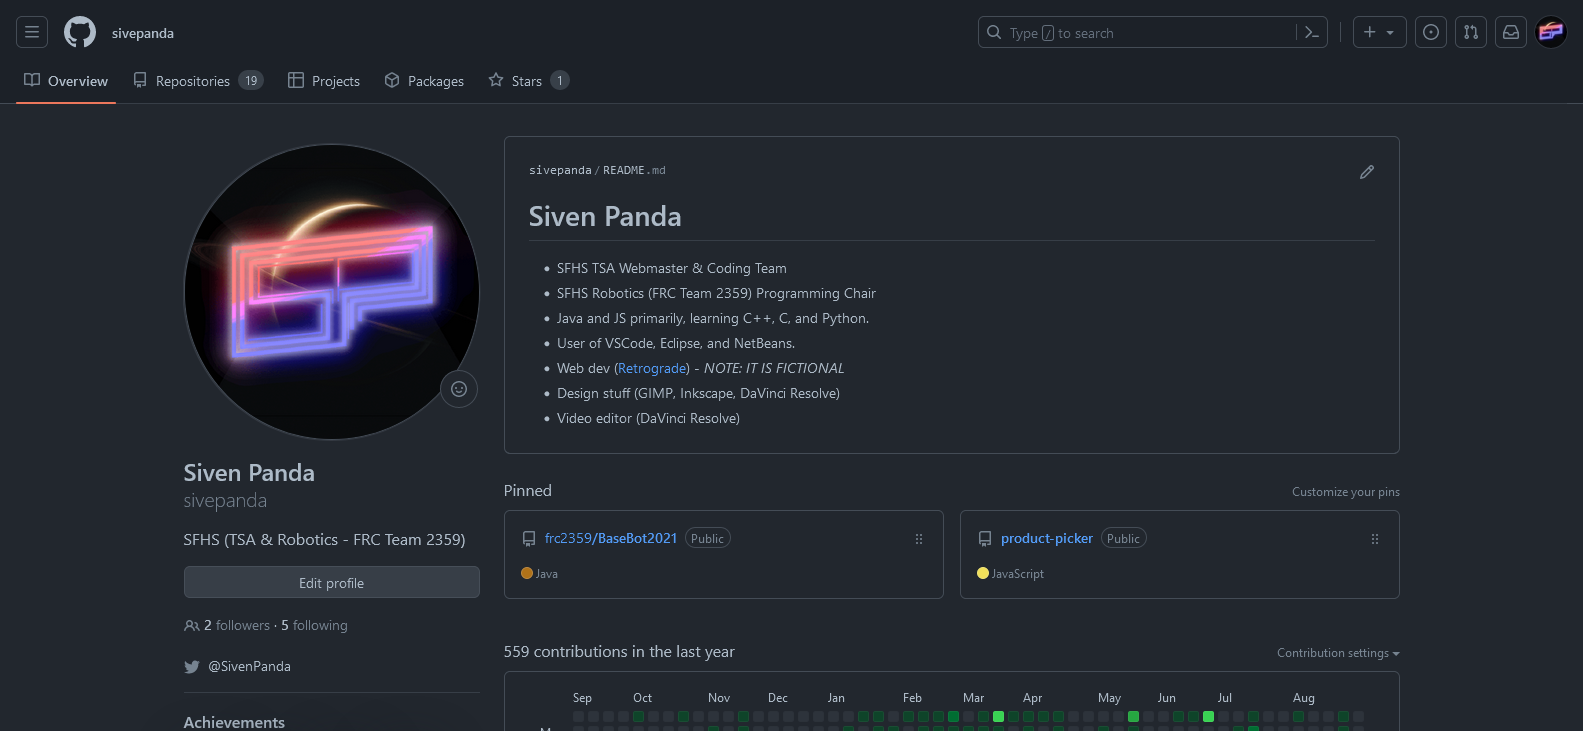 sivepanda
Type / to search
Overview
Repositories 19
Projects
Packages
Stars 1
sivepanda / README.md
Siven Panda
SFHS TSA Webmaster & Coding Team
SFHS Robotics (FRC Team 2359) Programming Chair
Java and JS primarily, learning C++, C, and Python.
User of VSCode, Eclipse, and NetBeans.
Web dev (Retrograde) - NOTE: IT IS FICTIONAL
Design stuff (GIMP, Inkscape, DaVinci Resolve)
Video editor (DaVinci Resolve)
Siven Panda
sivepanda
SFHS (TSA & Robotics - FRC Team 2359)
Edit profile
2 followers · 5 following
@SivenPanda
Achievements
Pinned
Customize your pins
frc2359/BaseBot2021 Public
Java
product-picker Public
JavaScript
559 contributions in the last year
Contribution settings
Sep Oct Nov Dec Jan Feb Mar Apr May Jun Jul Aug